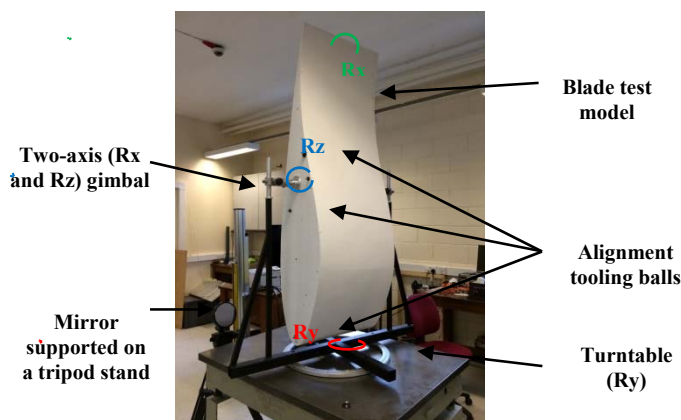 Rx
Blade test
model
Two-axis (Rx
and Rz) gimbal
Rz
Alignment
tooling balls
Mirror
supported on
a tripod stand
Ry
Turntable
(Ry)